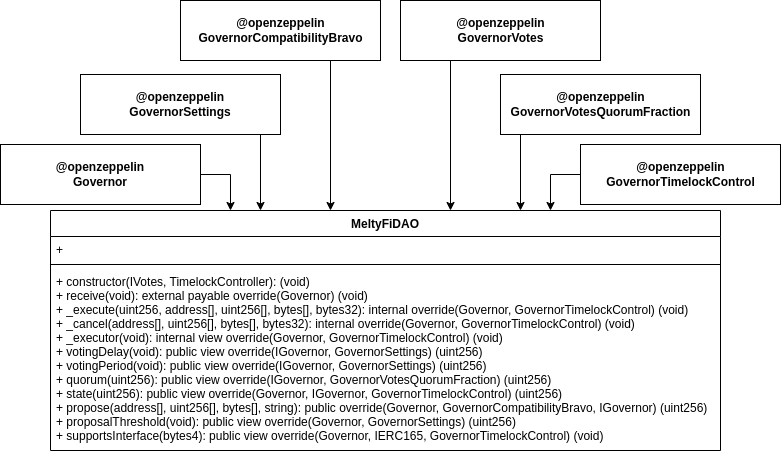 @openzeppelin
GovernorCompatibilityBravo
@openzeppelin
GovernorVotes
@openzeppelin
GovernorSettings
@openzeppelin
GovernorVotesQuorumFraction
@openzeppelin
Governor
@openzeppelin
GovernorTimelockControl
MeltyFiDAO
+
+ constructor(IVotes, TimelockController): (void)
+ receive(void): external payable override(Governor) (void)
+ _execute(uint256, address[], uint256[], bytes[], bytes32): internal override(Governor, GovernorTimelockControl) (void)
+ _cancel(address[], uint256[], bytes[], bytes32): internal override(Governor, GovernorTimelockControl) (void)
+ _executor(void): internal view override(Governor, GovernorTimelockControl) (void)
+ votingDelay(void): public view override(IGovernor, GovernorSettings) (uint256)
+ votingPeriod(void): public view override(IGovernor, GovernorSettings) (uint256)
+ quorum(uint256): public view override(IGovernor, GovernorVotesQuorumFraction) (uint256)
+ state(uint256): public view override(Governor, IGovernor, GovernorTimelockControl) (uint256)
+ propose(address[], uint256[], bytes[], string): public override(Governor, GovernorCompatibilityBravo, IGovernor) (uint256)
+ proposalThreshold(void): public view override(Governor, GovernorSettings) (uint256)
+ supportsInterface(bytes4): public view override(Governor, IERC165, GovernorTimelockControl) (void)